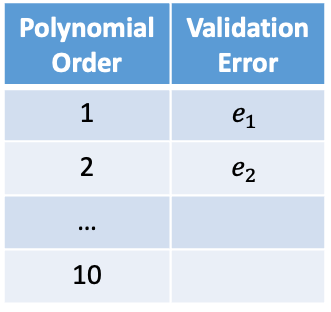 Polynomial Validation
Order Error
1 e₁
2 e₂
...
10